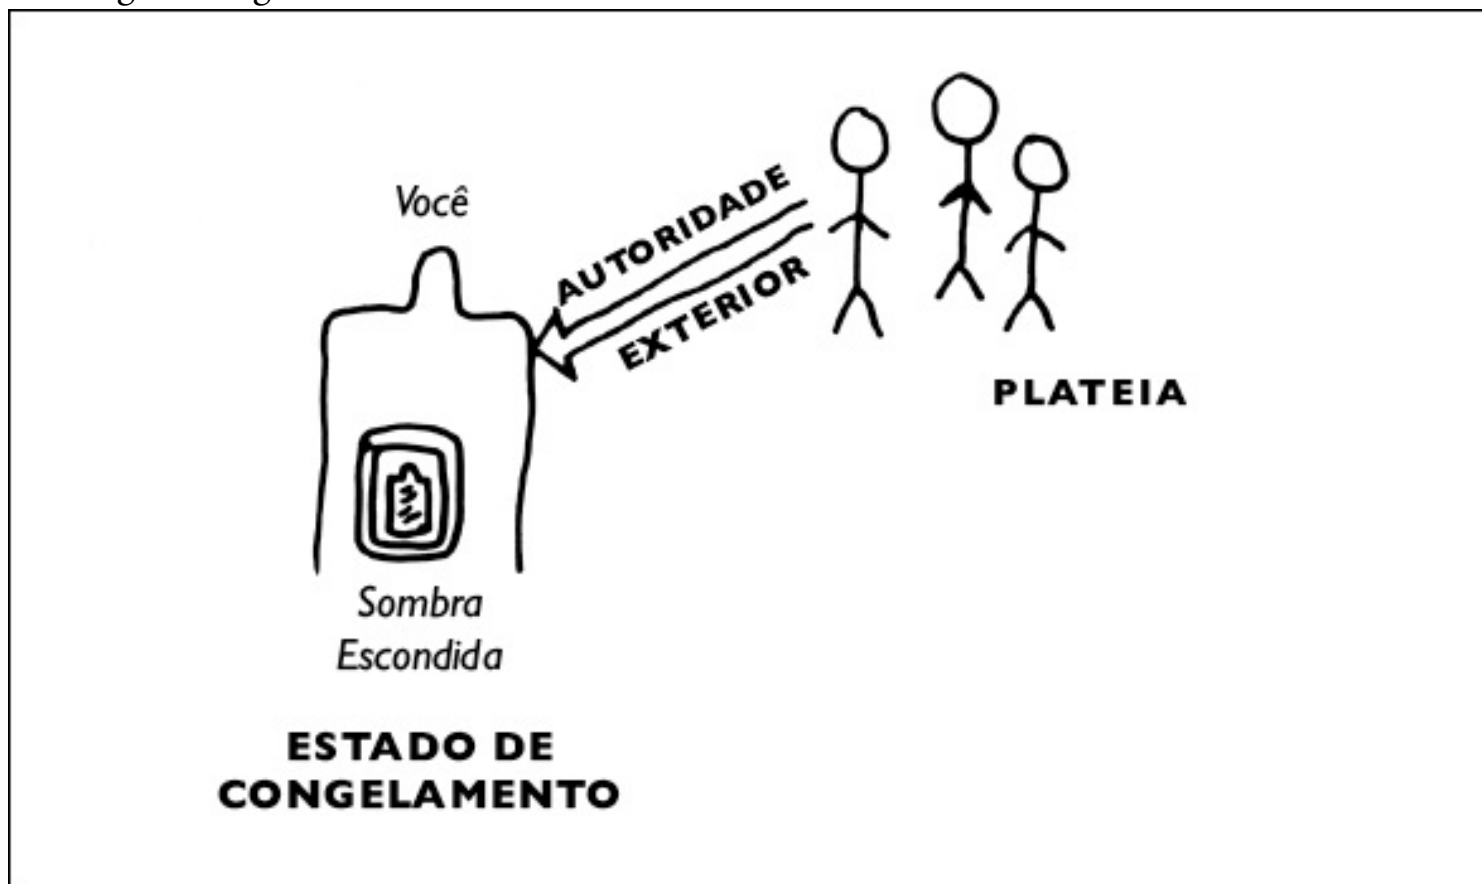 Você
AUTORIDADE
EXTERIOR
PLATEIA
Sombra
Escondida
ESTADO DE
CONGELAMENTO